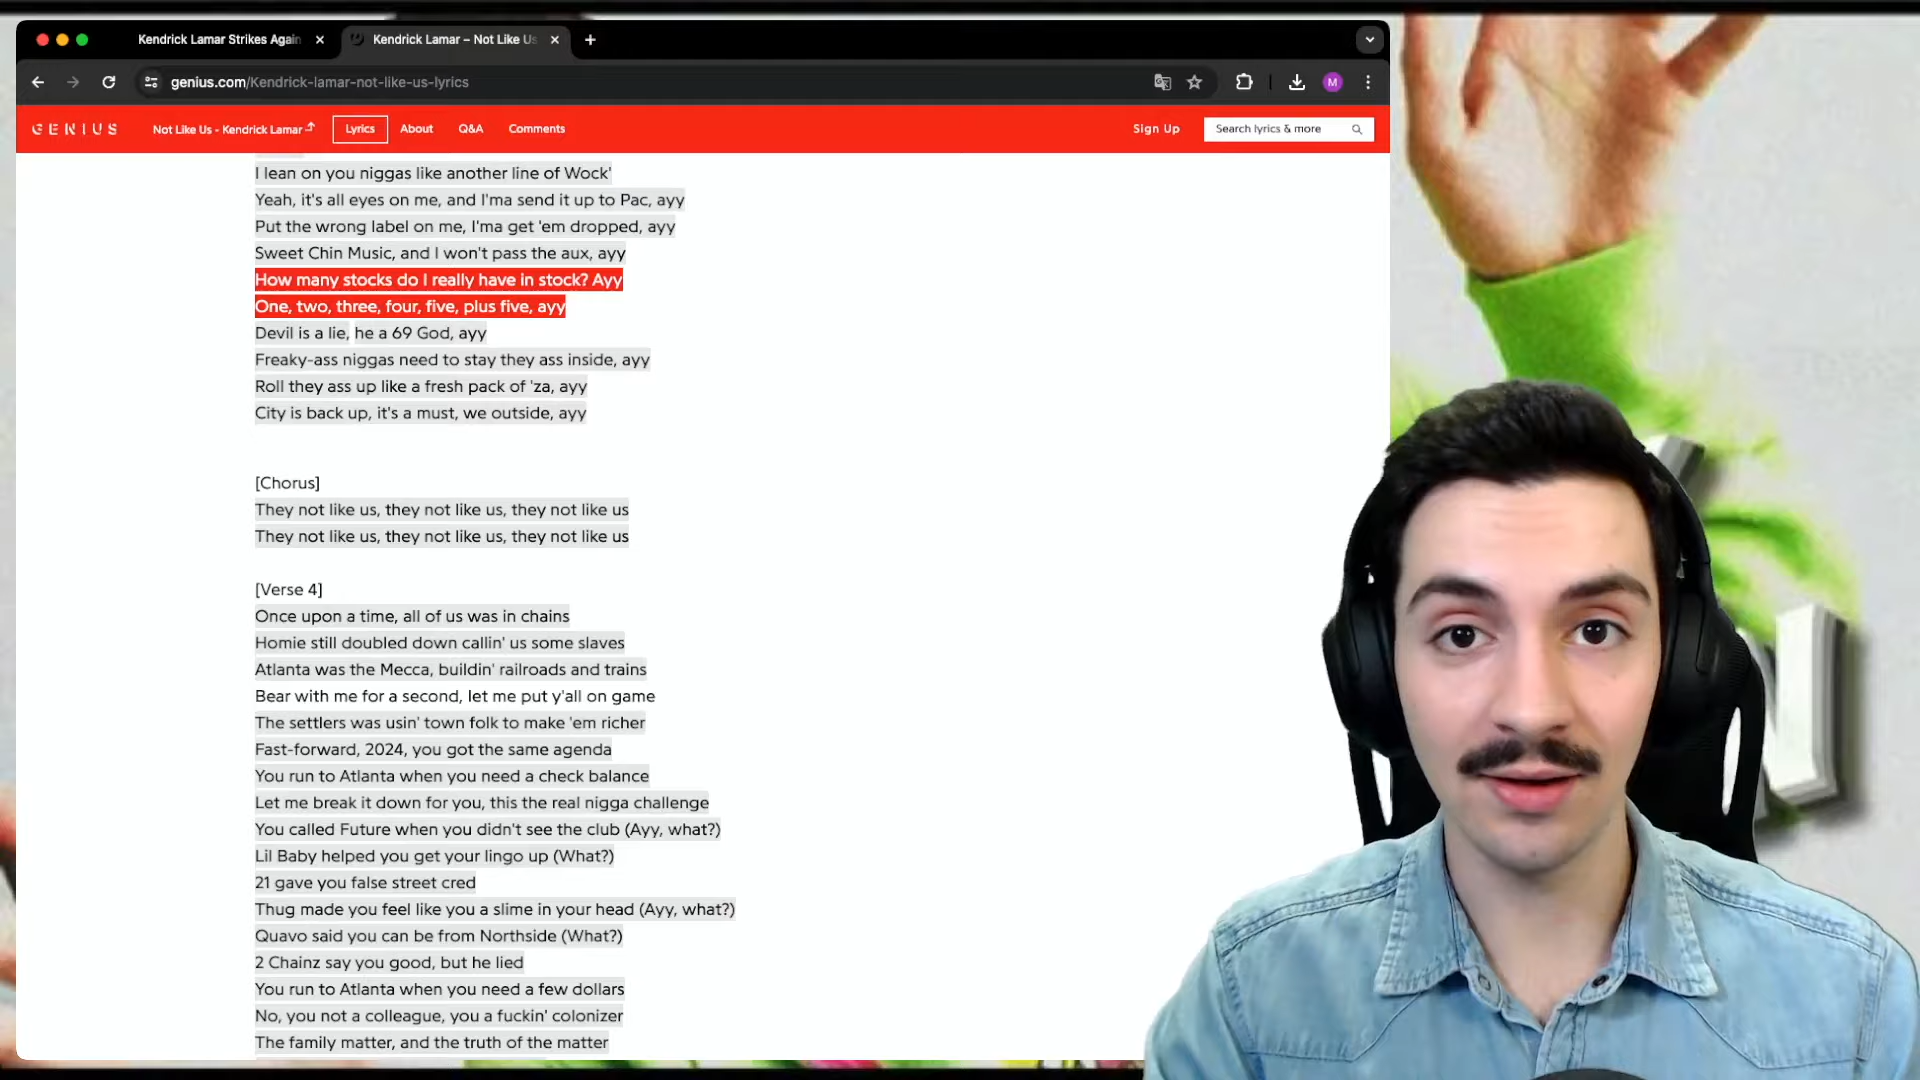 Kendrick Lamar Strikes Again
Kendrick Lamar – Not Like Us
genius.com/Kendrick-lamar-not-like-us-lyrics
M
GENIUS
Not Like Us - Kendrick Lamar
Lyrics
About
Q&A
Comments
Sign Up
Search lyrics & more
I lean on you niggas like another line of Wock'
Yeah, it's all eyes on me, and I'ma send it up to Pac, ayy
Put the wrong label on me, I'ma get 'em dropped, ayy
Sweet Chin Music, and I won't pass the aux, ayy
How many stocks do I really have in stock? Ayy
One, two, three, four, five, plus five, ayy
Devil is a lie, he a 69 God, ayy
Freaky-ass niggas need to stay they ass inside, ayy
Roll they ass up like a fresh pack of 'za, ayy
City is back up, it's a must, we outside, ayy
[Chorus]
They not like us, they not like us, they not like us
They not like us, they not like us, they not like us
[Verse 4]
Once upon a time, all of us was in chains
Homie still doubled down callin' us some slaves
Atlanta was the Mecca, buildin' railroads and trains
Bear with me for a second, let me put y'all on game
The settlers was usin' town folk to make 'em richer
Fast-forward, 2024, you got the same agenda
You run to Atlanta when you need a check balance
Let me break it down for you, this the real nigga challenge
You called Future when you didn't see the club (Ayy, what?)
Lil Baby helped you get your lingo up (What?)
21 gave you false street cred
Thug made you feel like you a slime in your head (Ayy, what?)
Quavo said you can be from Northside (What?)
2 Chainz say you good, but he lied
You run to Atlanta when you need a few dollars
No, you not a colleague, you a fuckin' colonizer
The family matter, and the truth of the matter